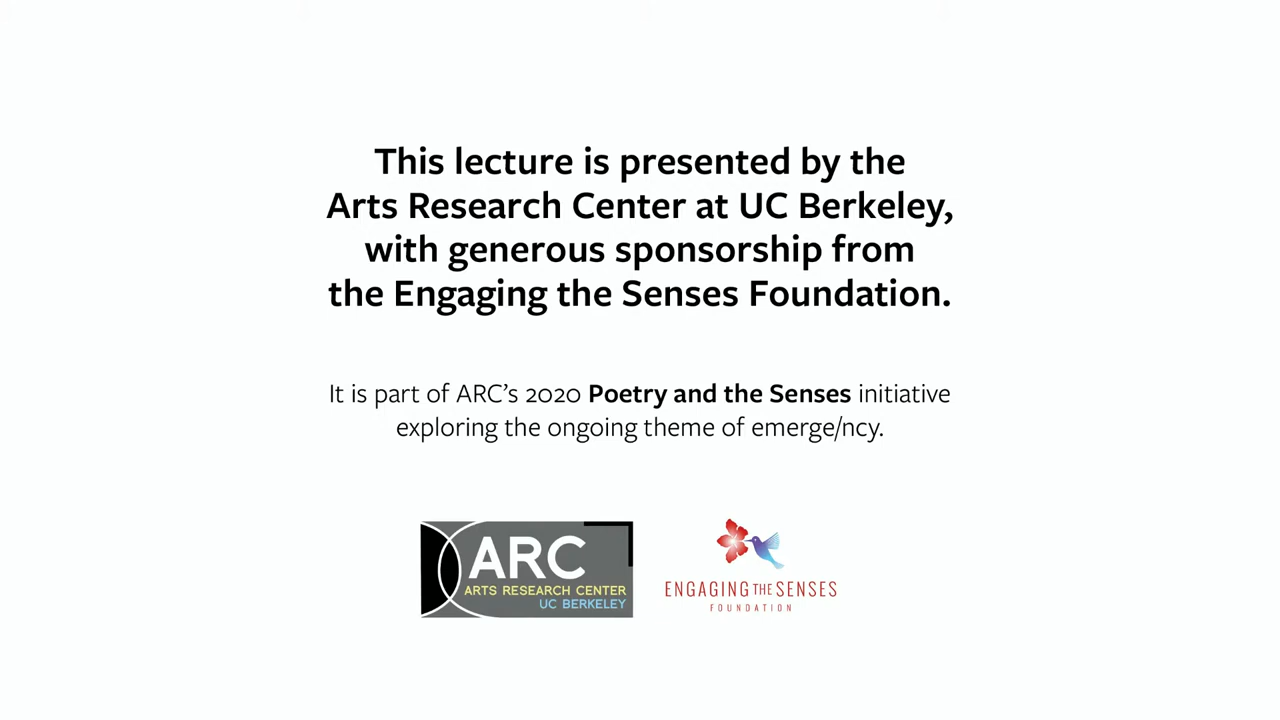 This lecture is presented by the
Arts Research Center at UC Berkeley,
with generous sponsorship from
the Engaging the Senses Foundation.
It is part of ARC’s 2020 Poetry and the Senses initiative
exploring the ongoing theme of emerge/ncy.
ARC
ARTS RESEARCH CENTER
UC BERKELEY
ENGAGING THE SENSES
FOUNDATION